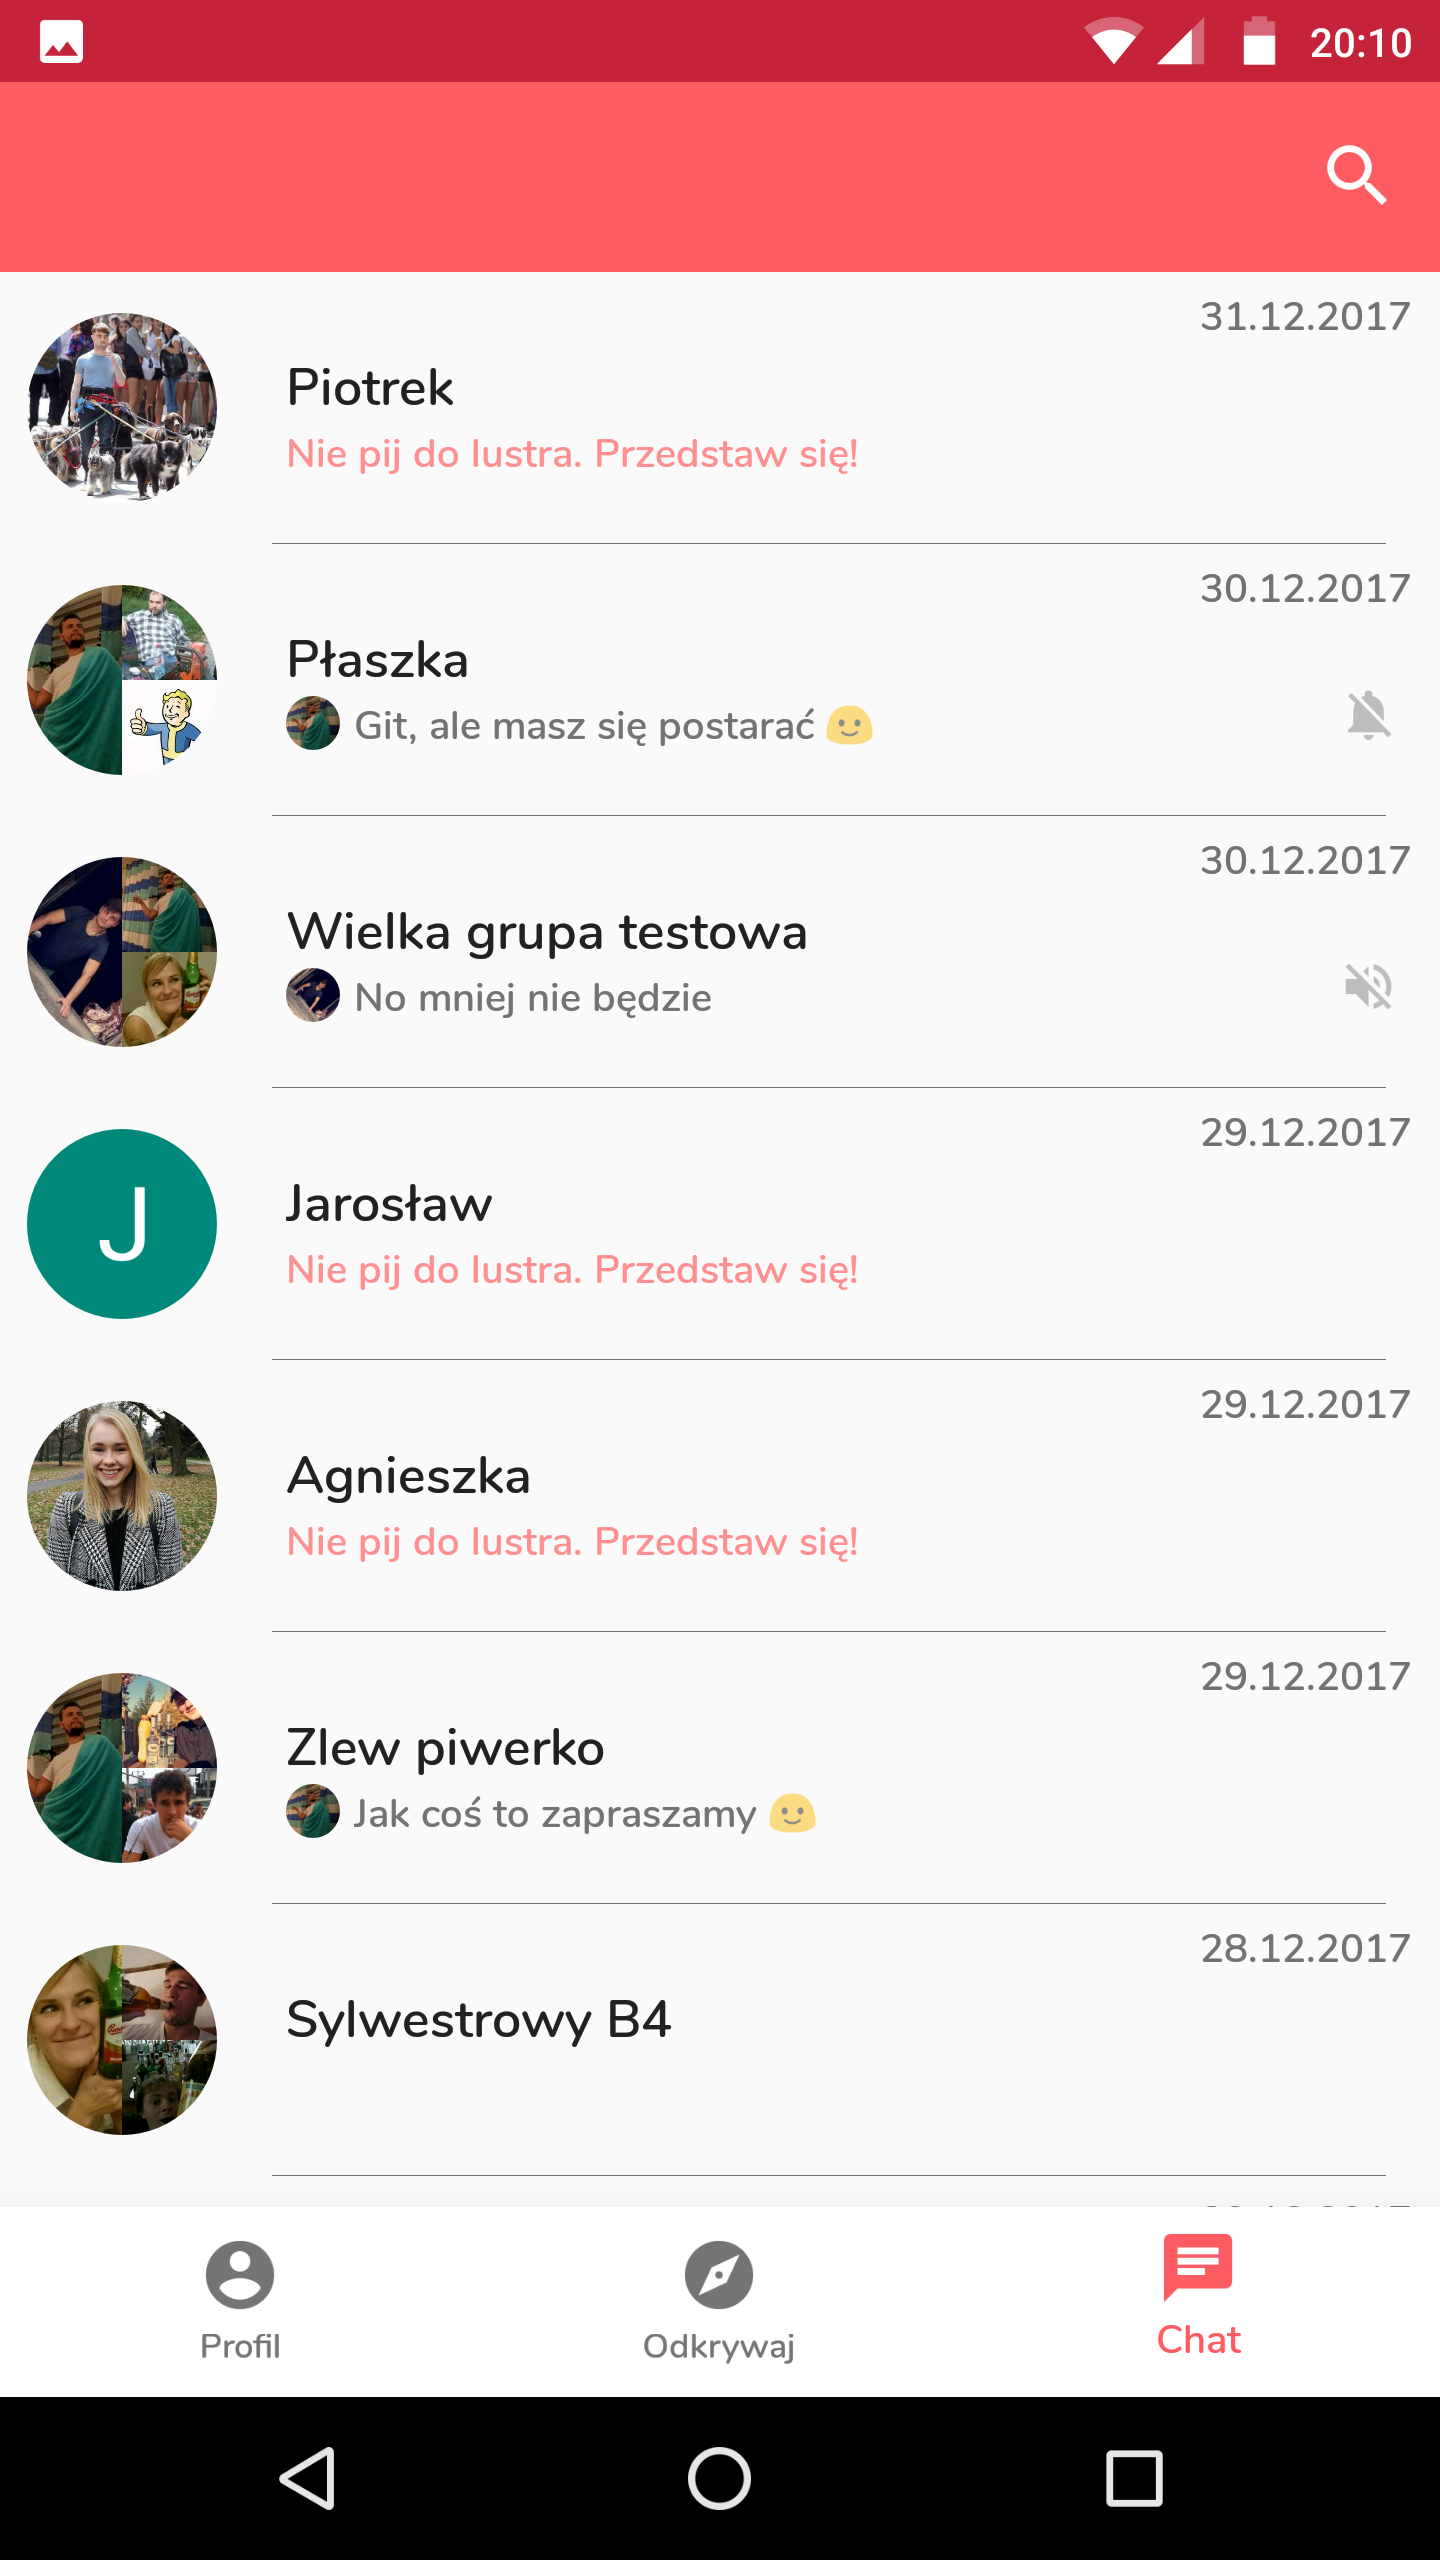 20:10
31.12.2017
Piotrek
Nie pij do lustra. Przedstaw się!
30.12.2017
Płaszka
Git, ale masz się postarać 🙂
30.12.2017
Wielka grupa testowa
No mniej nie będzie
29.12.2017
J
Jarosław
Nie pij do lustra. Przedstaw się!
29.12.2017
Agnieszka
Nie pij do lustra. Przedstaw się!
29.12.2017
Zlew piwerko
Jak coś to zapraszamy 🙂
28.12.2017
Sylwestrowy B4
Profil
Odkrywaj
Chat